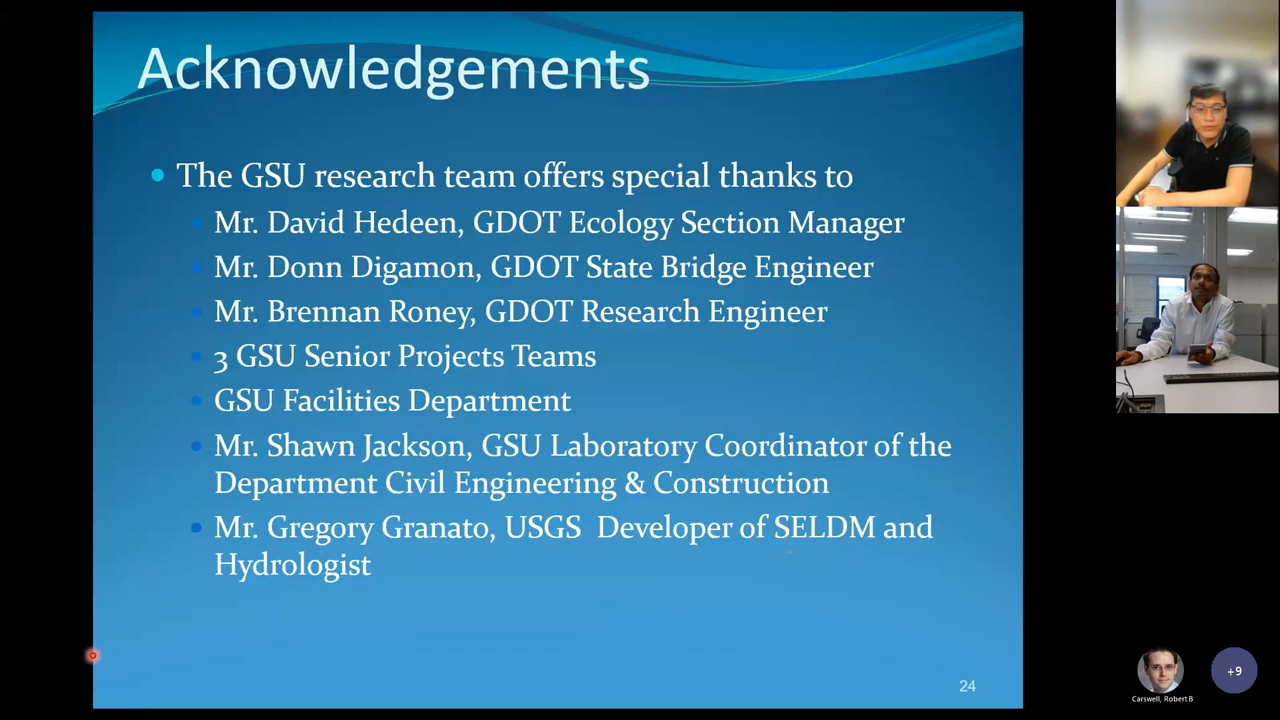 Acknowledgements
The GSU research team offers special thanks to
Mr. David Hedeen, GDOT Ecology Section Manager
Mr. Donn Digamon, GDOT State Bridge Engineer
Mr. Brennan Roney, GDOT Research Engineer
3 GSU Senior Projects Teams
GSU Facilities Department
Mr. Shawn Jackson, GSU Laboratory Coordinator of the
Department Civil Engineering & Construction
Mr. Gregory Granato, USGS  Developer of SELDM and
Hydrologist
24
Carswell, Robert B
+9